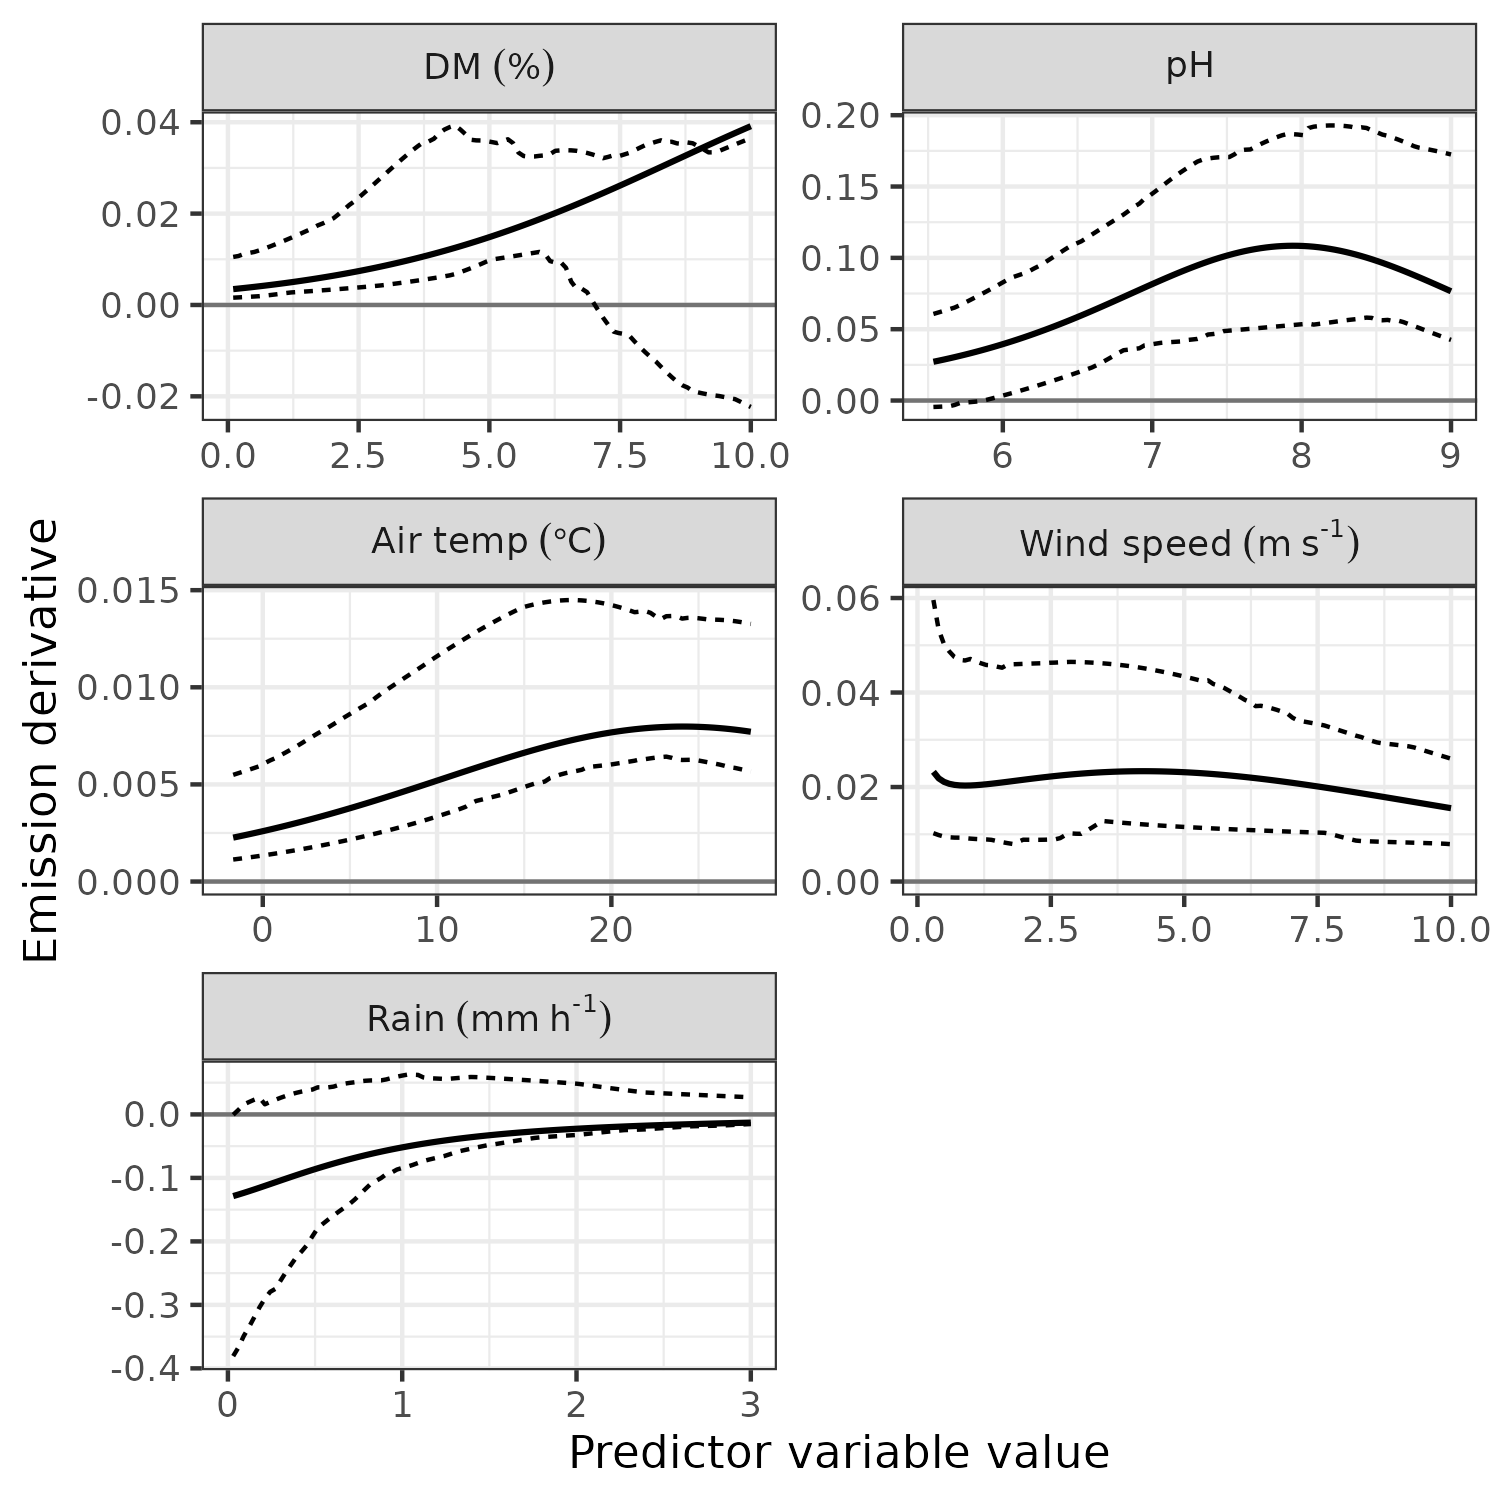 DM (%)
pH
0.04
0.02
0.00
-0.02
0.0 2.5 5.0 7.5 10.0
0.20
0.15
0.10
0.05
0.00
6 7 8 9
Air temp (°C)
Wind speed (m s⁻¹)
0.015
0.010
0.005
0.000
0 10 20
0.06
0.04
0.02
0.00
0.0 2.5 5.0 7.5 10.0
Rain (mm h⁻¹)
0.0
-0.1
-0.2
-0.3
-0.4
0 1 2 3
Emission derivative
Predictor variable value